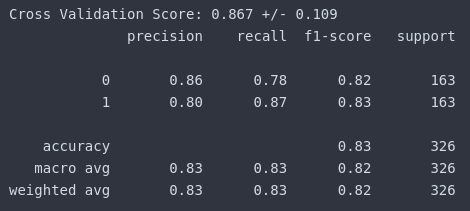 Cross Validation Score: 0.867 +/- 0.109
precision recall f1-score support
0 0.86 0.78 0.82 163
1 0.80 0.87 0.83 163
accuracy 0.83 326
macro avg 0.83 0.83 0.82 326
weighted avg 0.83 0.83 0.82 326